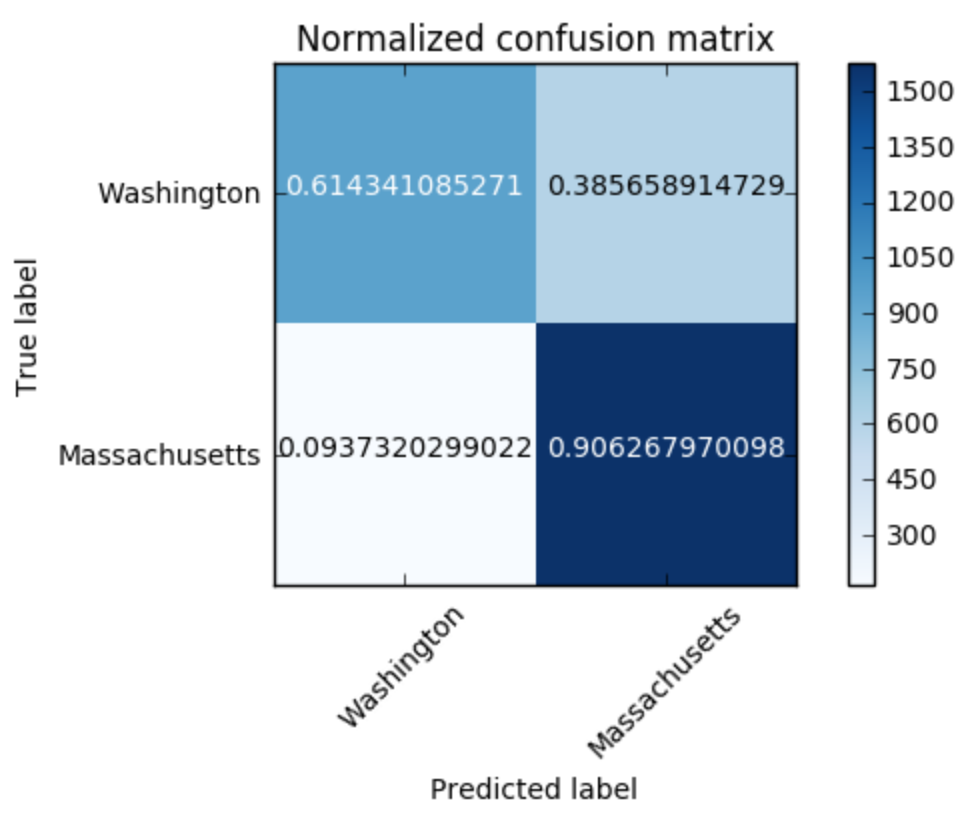 Normalized confusion matrix
True label
Washington
0.614341085271
0.385658914729
Massachusetts
0.0937320299022
0.906267970098
Washington
Massachusetts
Predicted label
1500
1350
1200
1050
900
750
600
450
300